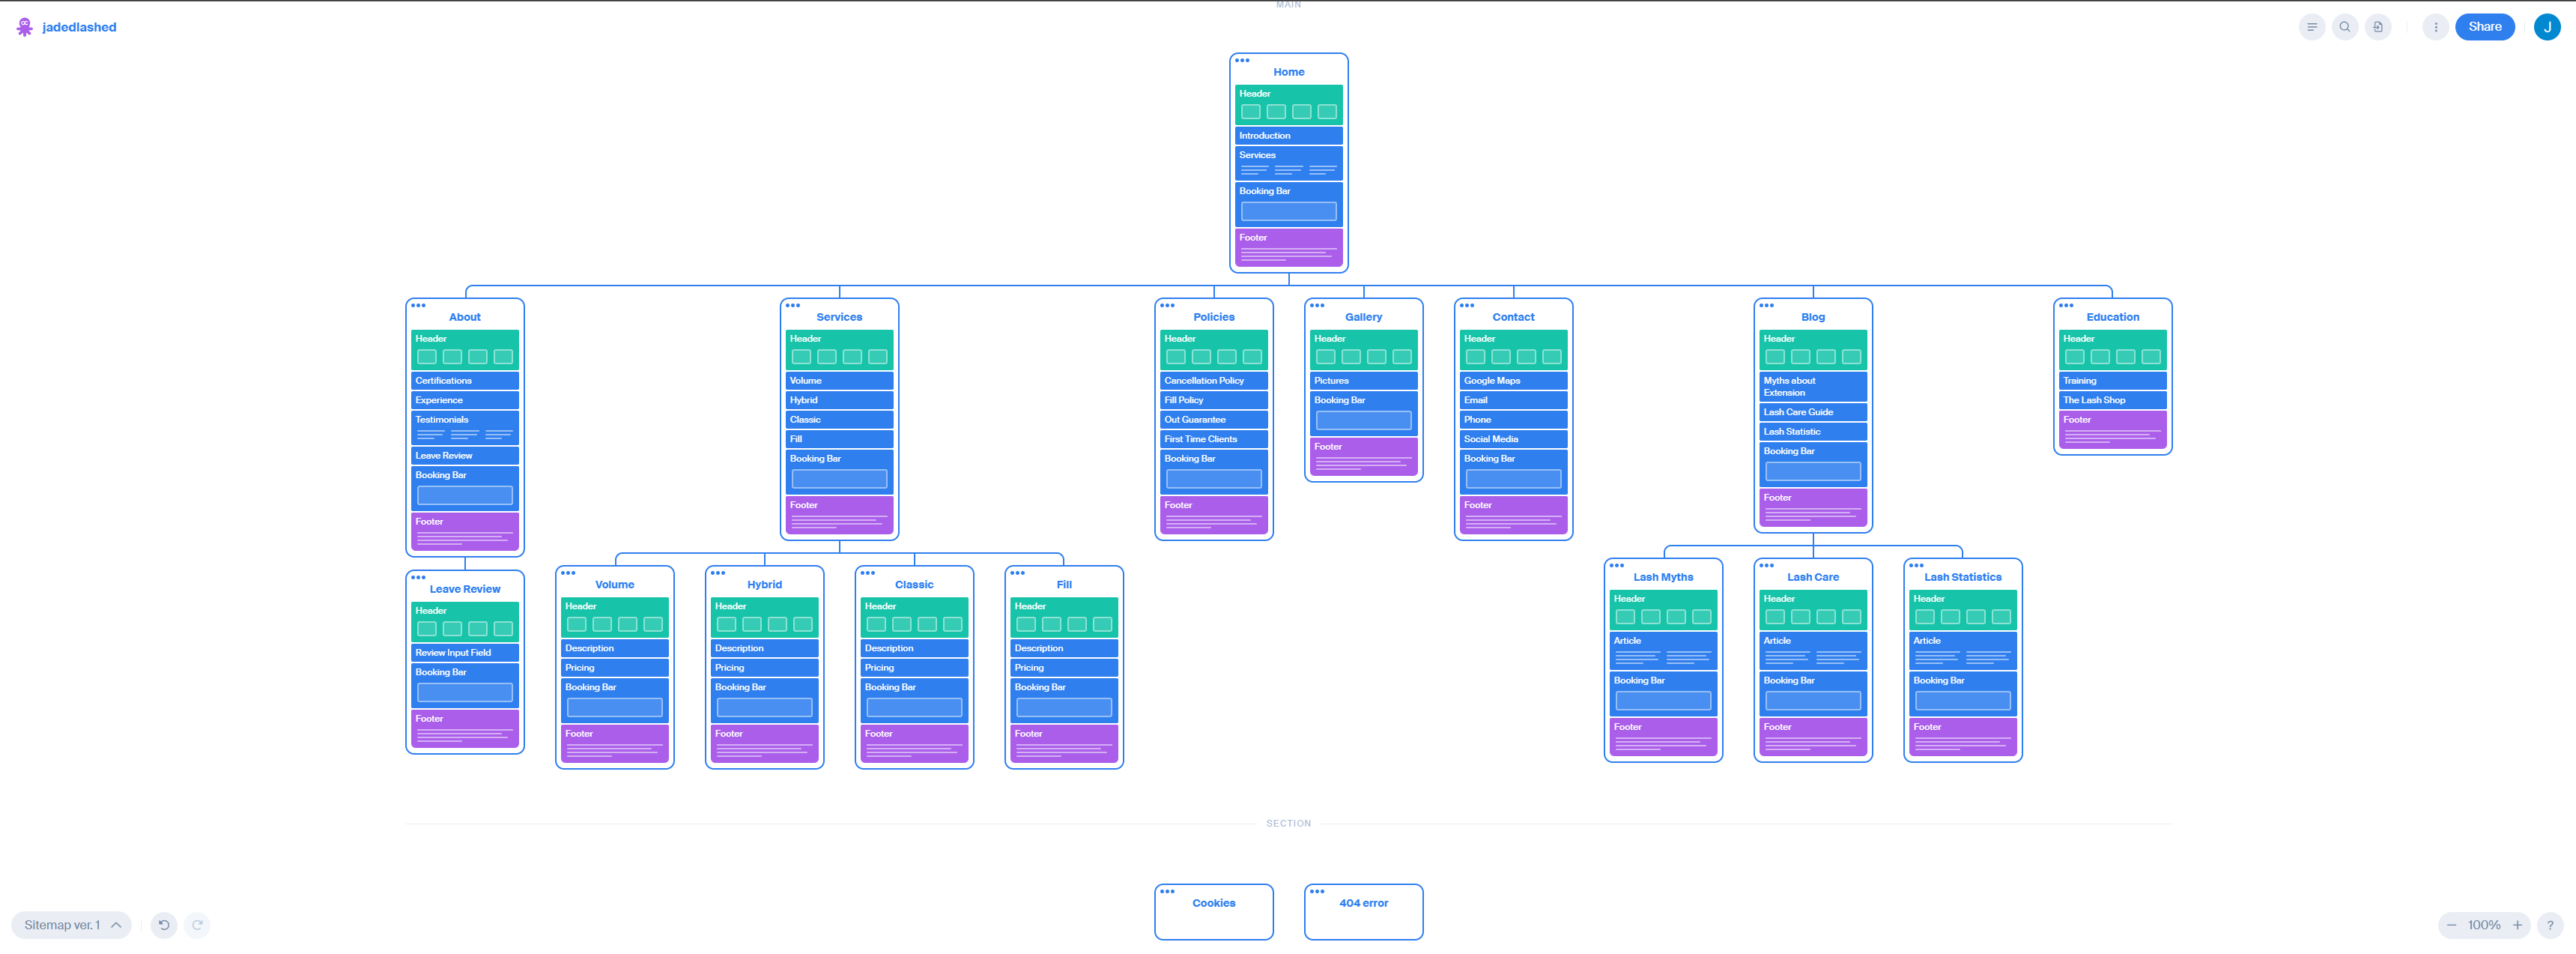 MAIN
jadedlashed
Share
J
Home
Header
Introduction
Services
Booking Bar
Footer
About
Header
Certifications
Experience
Testimonials
Leave Review
Booking Bar
Footer
Services
Header
Volume
Hybrid
Classic
Fill
Booking Bar
Footer
Policies
Header
Cancellation Policy
Fill Policy
Out Guarantee
First Time Clients
Booking Bar
Footer
Gallery
Header
Pictures
Booking Bar
Footer
Contact
Header
Google Maps
Email
Phone
Social Media
Booking Bar
Footer
Blog
Header
Myths about
Extension
Lash Care Guide
Lash Statistic
Booking Bar
Footer
Education
Header
Training
The Lash Shop
Footer
Leave Review
Header
Review Input Field
Booking Bar
Footer
Volume
Header
Description
Pricing
Booking Bar
Footer
Hybrid
Header
Description
Pricing
Booking Bar
Footer
Classic
Header
Description
Pricing
Booking Bar
Footer
Fill
Header
Description
Pricing
Booking Bar
Footer
Lash Myths
Header
Article
Booking Bar
Footer
Lash Care
Header
Article
Booking Bar
Footer
Lash Statistics
Header
Article
Booking Bar
Footer
SECTION
Cookies
404 error
Sitemap ver. 1
100%
?